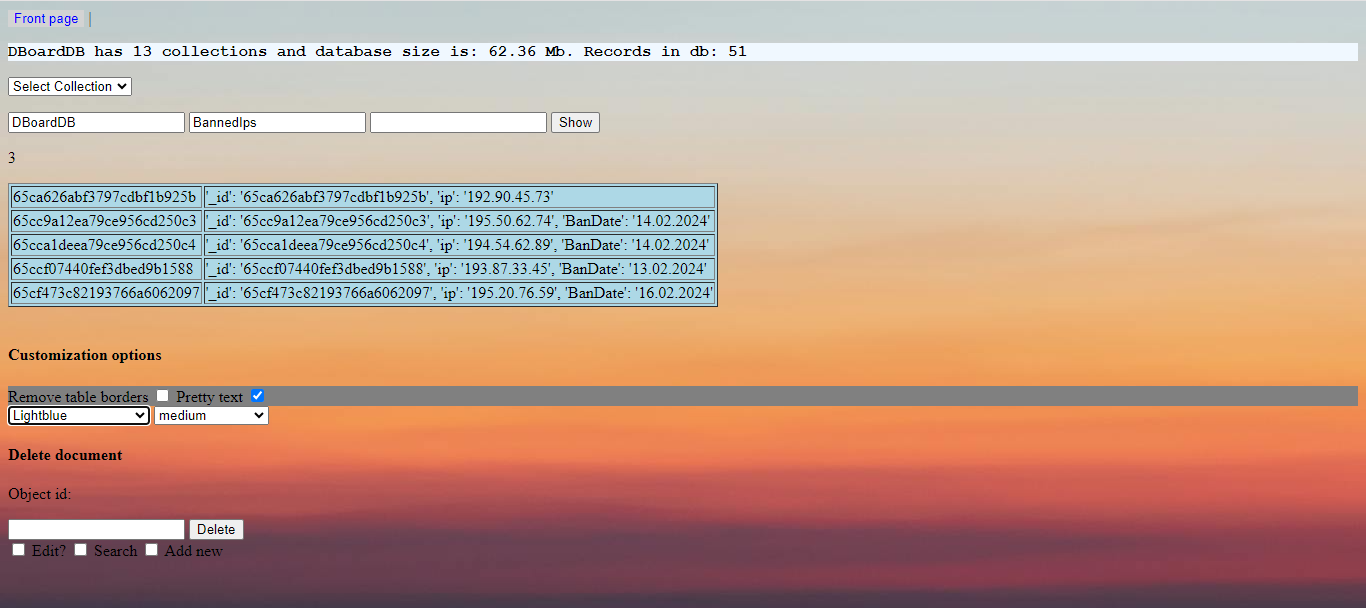 Front page |
DBoardDB has 13 collections and database size is: 62.36 Mb. Records in db: 51
Select Collection
DBoardDB BannedIps Show
3
65ca626abf3797cdbf1b925b '_id': '65ca626abf3797cdbf1b925b', 'ip': '192.90.45.73'
65cc9a12ea79ce956cd250c3 '_id': '65cc9a12ea79ce956cd250c3', 'ip': '195.50.62.74', 'BanDate': '14.02.2024'
65cca1deea79ce956cd250c4 '_id': '65cca1deea79ce956cd250c4', 'ip': '194.54.62.89', 'BanDate': '14.02.2024'
65ccf07440fef3dbed9b1588 '_id': '65ccf07440fef3dbed9b1588', 'ip': '193.87.33.45', 'BanDate': '13.02.2024'
65cf473c82193766a6062097 '_id': '65cf473c82193766a6062097', 'ip': '195.20.76.59', 'BanDate': '16.02.2024'
Customization options
Remove table borders Pretty text
Lightblue medium
Delete document
Object id:
Delete
Edit? Search Add new